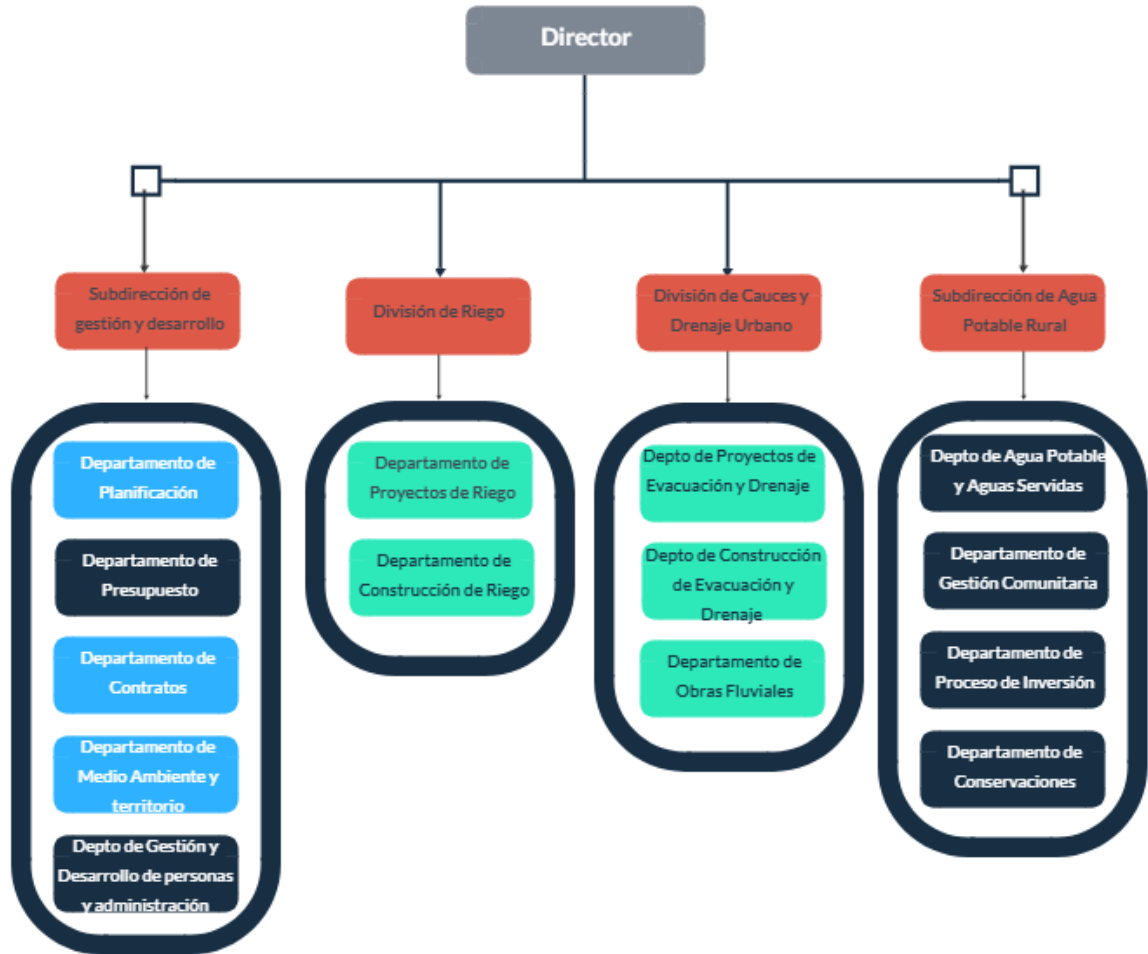 Director
Subdirección de
gestión y desarrollo
División de Riego
División de Cauces y
Drenaje Urbano
Subdirección de Agua
Potable Rural
Departamento de
Planificación
Departamento de
Presupuesto
Departamento de
Contratos
Departamento de
Medio Ambiente y
territorio
Depto de Gestión y
Desarrollo de personas
y administración
Departamento de
Proyectos de Riego
Departamento de
Construcción de Riego
Depto de Proyectos de
Evacuación y Drenaje
Depto de Construcción
de Evacuación y
Drenaje
Departamento de
Obras Fluviales
Depto de Agua Potable
y Aguas Servidas
Departamento de
Gestión Comunitaria
Departamento de
Proceso de Inversión
Departamento de
Conservaciones